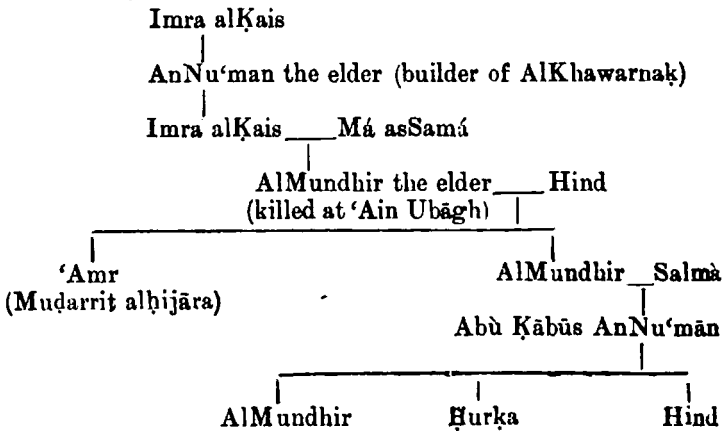 Imra alḲais
AnNu‘man the elder (builder of AlKhawarnaḳ)
Imra alḲais Má asSamá
AlMundhir the elder Hind
(killed at ‘Ain Ubāgh)
‘Amr AlMundhir Salmà
(Muḍarriṭ alḥijāra)
Abù Ḳābūs AnNu‘mān
AlMundhir Ḥurḳa Hind